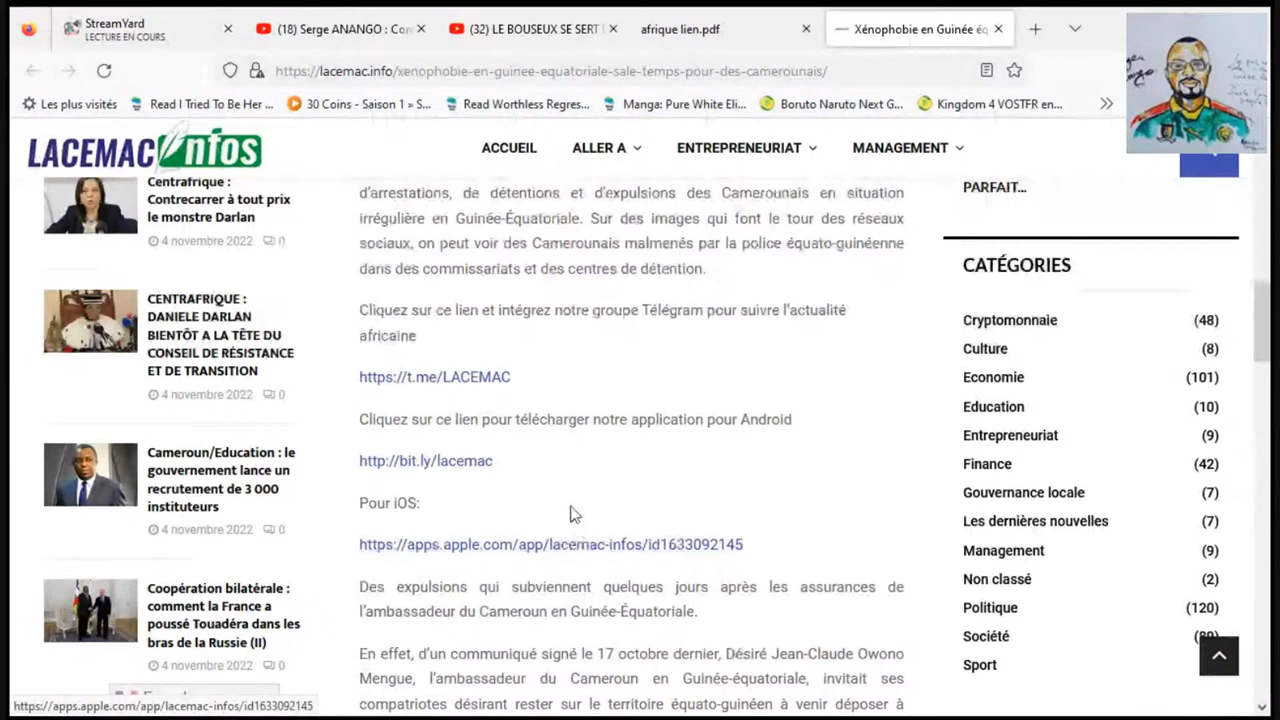 StreamYard
LECTURE EN COURS
(18) Serge ANANGO : Con
(32) LE BOUSEUX SE SERT
afrique lien.pdf
Xénophobie en Guinée éq
https://lacemac.info/xenophobie-en-guinee-equatoriale-sale-temps-pour-des-camerounais/
Les plus visités
Read I Tried To Be Her ...
30 Coins - Saison 1 » S...
Read Worthless Regres...
Manga: Pure White Eli...
Boruto Naruto Next G...
Kingdom 4 VOSTFR en...
LACEMAC infos
ACCUEIL
ALLER A
ENTREPRENEURIAT
MANAGEMENT
Centrafrique :
Contrecarrer à tout prix
le monstre Darlan
4 novembre 2022 0
CENTRAFRIQUE :
DANIELE DARLAN
BIENTÔT A LA TÊTE DU
CONSEIL DE RÉSISTANCE
ET DE TRANSITION
4 novembre 2022 0
Cameroun/Education : le
gouvernement lance un
recrutement de 3 000
instituteurs
4 novembre 2022 0
Coopération bilatérale :
comment la France a
poussé Touadéra dans les
bras de la Russie (II)
4 novembre 2022 0
d'arrestations, de détentions et d'expulsions des Camerounais en situation
irrégulière en Guinée-Équatoriale. Sur des images qui font le tour des réseaux
sociaux, on peut voir des Camerounais malmenés par la police équato-guinéenne
dans des commissariats et des centres de détention.
Cliquez sur ce lien et intégrez notre groupe Télégram pour suivre l'actualité
africaine
https://t.me/LACEMAC
Cliquez sur ce lien pour télécharger notre application pour Android
http://bit.ly/lacemac
Pour iOS:
https://apps.apple.com/app/lacemac-infos/id1633092145
Des expulsions qui subviennent quelques jours après les assurances de
l'ambassadeur du Cameroun en Guinée-Équatoriale.
En effet, d'un communiqué signé le 17 octobre dernier, Désiré Jean-Claude Owono
Mengue, l'ambassadeur du Cameroun en Guinée-équatoriale, invitait ses
compatriotes désirant rester sur le territoire équato-guinéen à venir déposer à
PARFAIT...
CATÉGORIES
Cryptomonnaie (48)
Culture (8)
Economie (101)
Education (10)
Entrepreneuriat (9)
Finance (42)
Gouvernance locale (7)
Les dernières nouvelles (7)
Management (9)
Non classé (2)
Politique (120)
Société
Sport
https://apps.apple.com/app/lacemac-infos/id1633092145